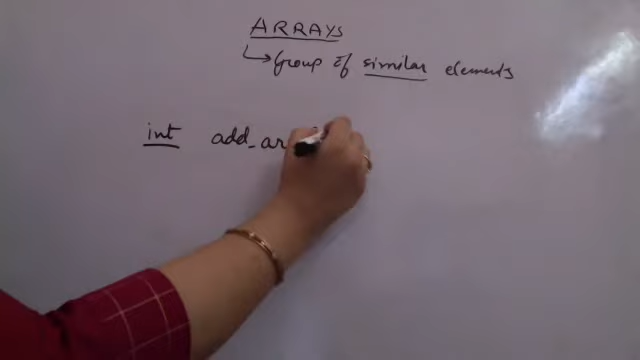 ARRAYS
↳ Group of similar elements
int add_ar